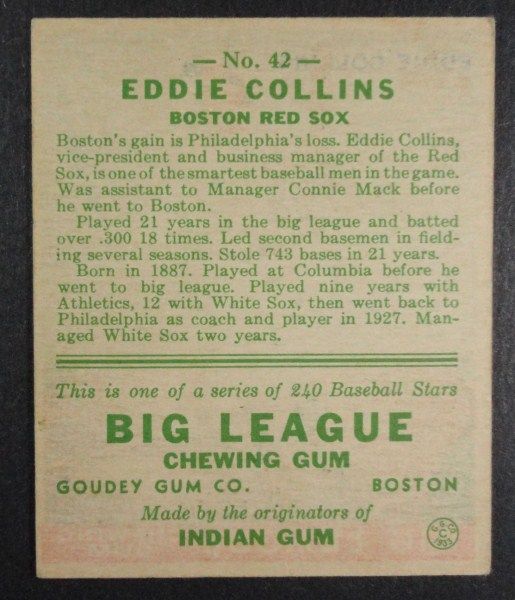 — No. 42 —
EDDIE COLLINS
BOSTON RED SOX
Boston's gain is Philadelphia's loss. Eddie Collins,
vice-president and business manager of the Red
Sox, is one of the smartest baseball men in the game.
Was assistant to Manager Connie Mack before
he went to Boston.
Played 21 years in the big league and batted
over .300 18 times. Led second basemen in field-
ing several seasons. Stole 743 bases in 21 years.
Born in 1887. Played at Columbia before he
went to big league. Played nine years with
Athletics, 12 with White Sox, then went back to
Philadelphia as coach and player in 1927. Man-
aged White Sox two years.
This is one of a series of 240 Baseball Stars
BIG LEAGUE
CHEWING GUM
GOUDEY GUM CO. BOSTON
Made by the originators of
INDIAN GUM
G. G. CO.
C
1933